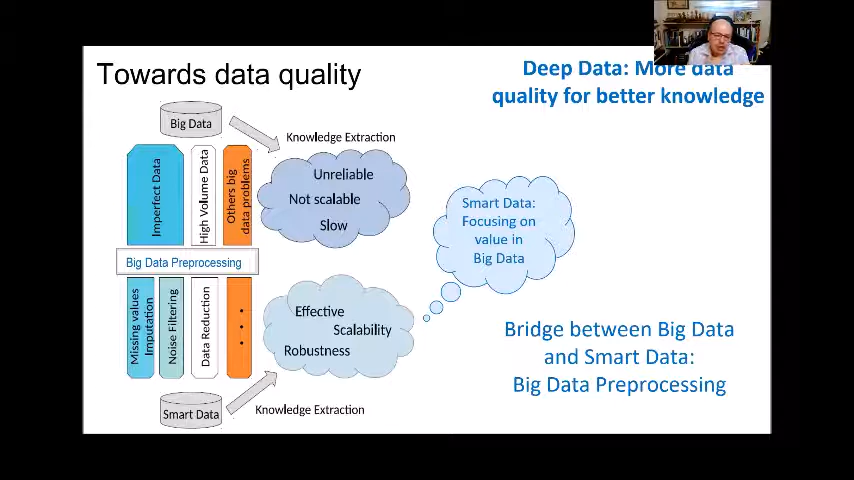 Towards data quality
Deep Data: More data
quality for better knowledge
Big Data
Knowledge Extraction
Imperfect Data
High Volume Data
Others big
data problems
Unreliable
Not scalable
Slow
Smart Data:
Focusing on
value in
Big Data
Big Data Preprocessing
Missing values
Imputation
Noise Filtering
Data Reduction
...
Effective
Scalability
Robustness
Bridge between Big Data
and Smart Data:
Big Data Preprocessing
Smart Data
Knowledge Extraction